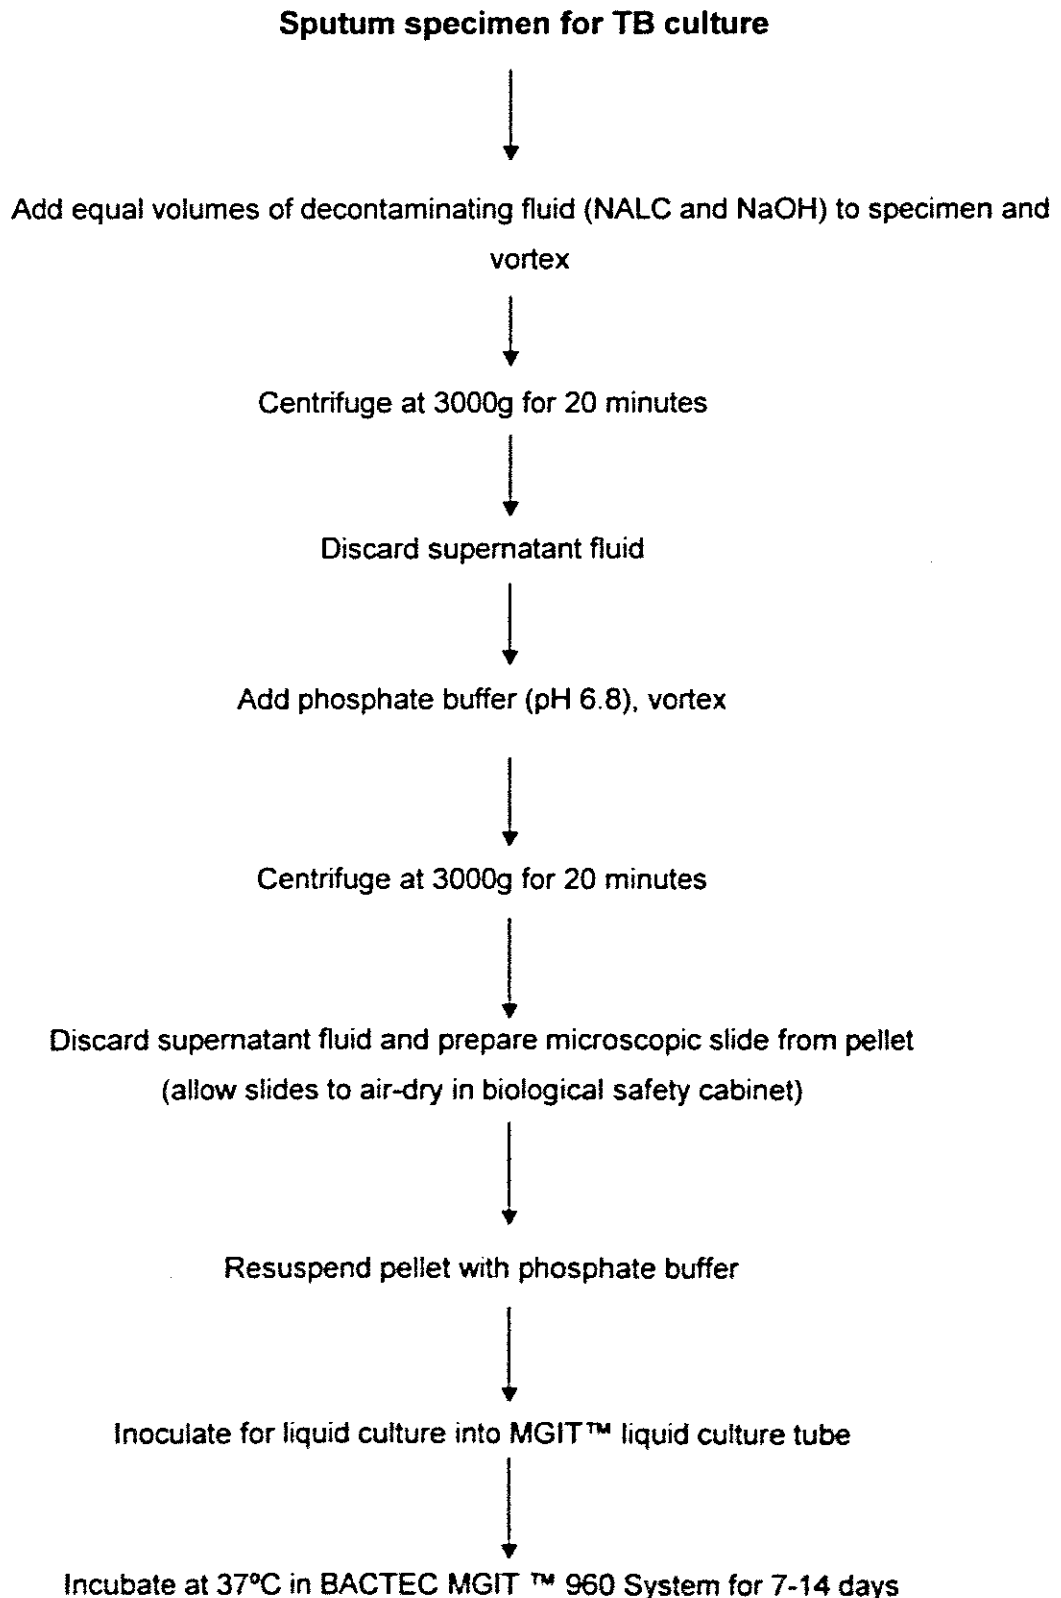 Sputum specimen for TB culture
Add equal volumes of decontaminating fluid (NALC and NaOH) to specimen and
vortex
Centrifuge at 3000g for 20 minutes
Discard supernatant fluid
Add phosphate buffer (pH 6.8), vortex
Centrifuge at 3000g for 20 minutes
Discard supernatant fluid and prepare microscopic slide from pellet
(allow slides to air-dry in biological safety cabinet)
Resuspend pellet with phosphate buffer
Inoculate for liquid culture into MGIT™ liquid culture tube
Incubate at 37ºC in BACTEC MGIT ™ 960 System for 7-14 days